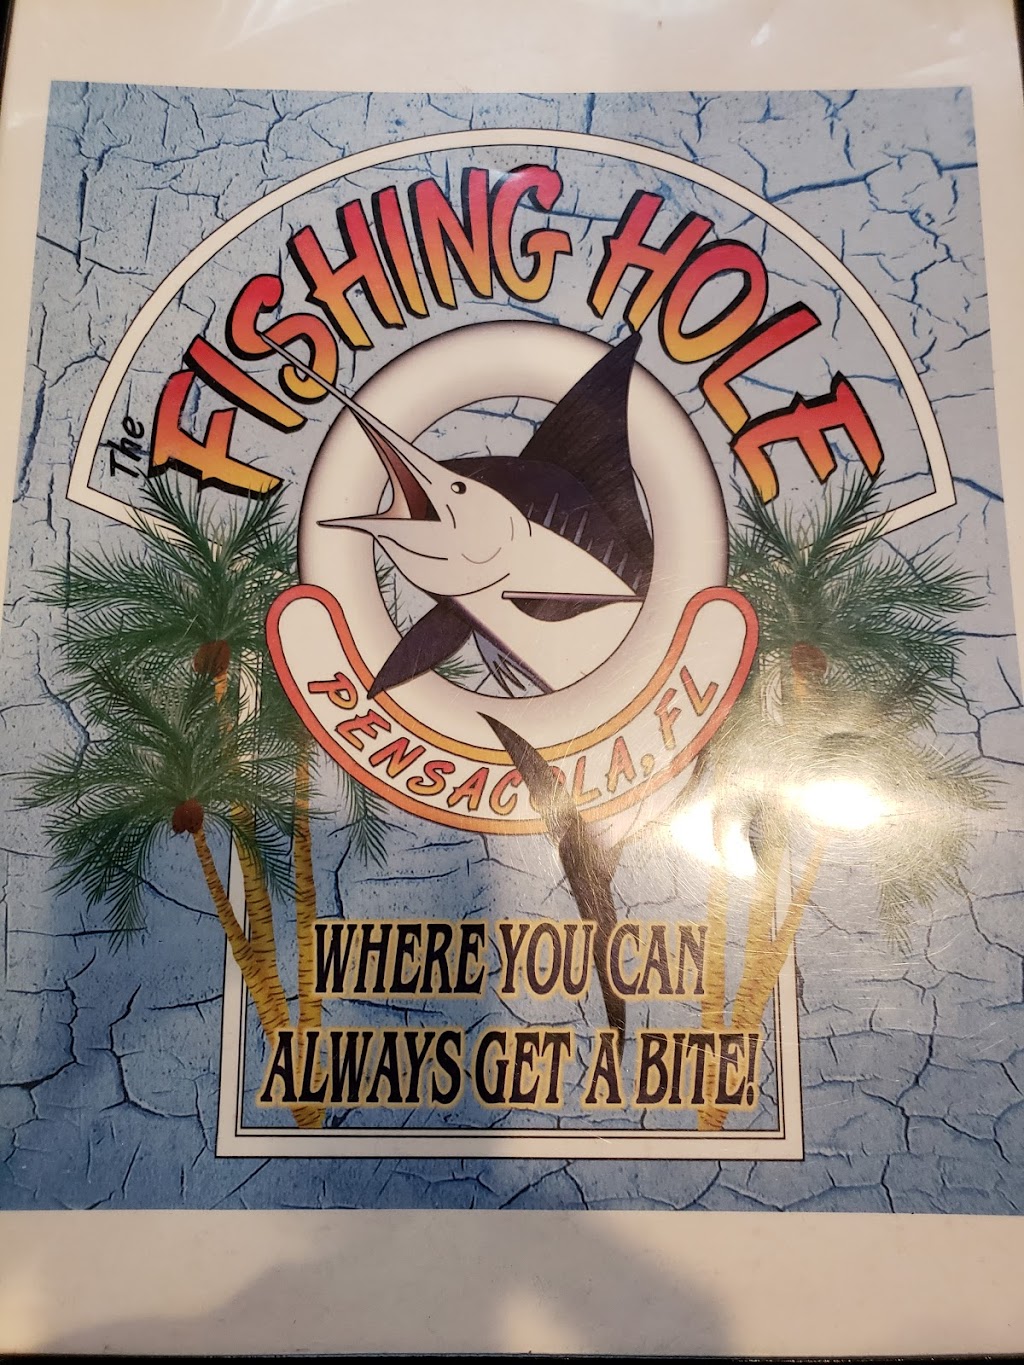 The
FISHING HOLE
PENSACOLA, FL
WHERE YOU CAN
ALWAYS GET A BITE!